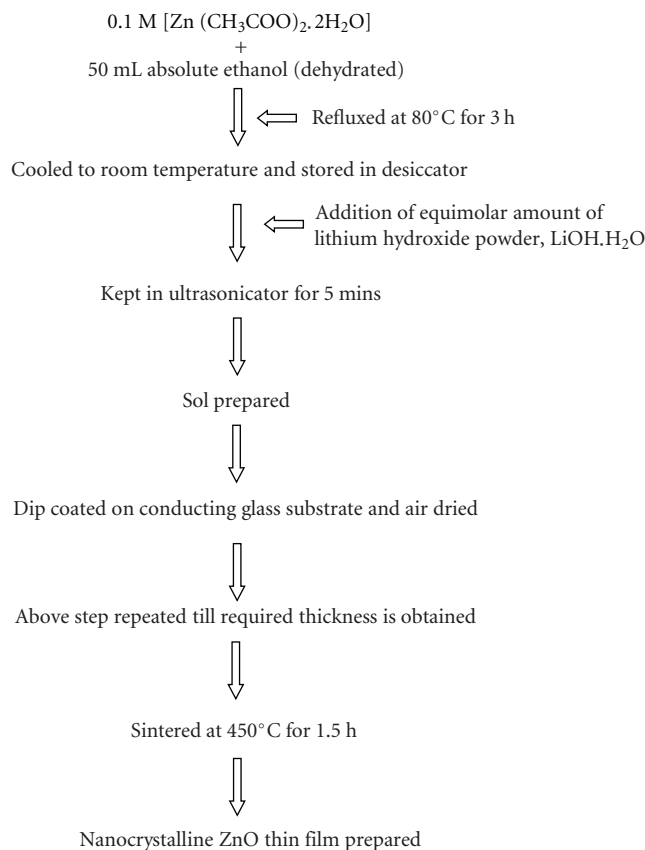 0.1 M [Zn (CH₃COO)₂. 2H₂O]
+
50 mL absolute ethanol (dehydrated)
Refluxed at 80°C for 3 h
Cooled to room temperature and stored in desiccator
Addition of equimolar amount of
lithium hydroxide powder, LiOH.H₂O
Kept in ultrasonicator for 5 mins
Sol prepared
Dip coated on conducting glass substrate and air dried
Above step repeated till required thickness is obtained
Sintered at 450°C for 1.5 h
Nanocrystalline ZnO thin film prepared